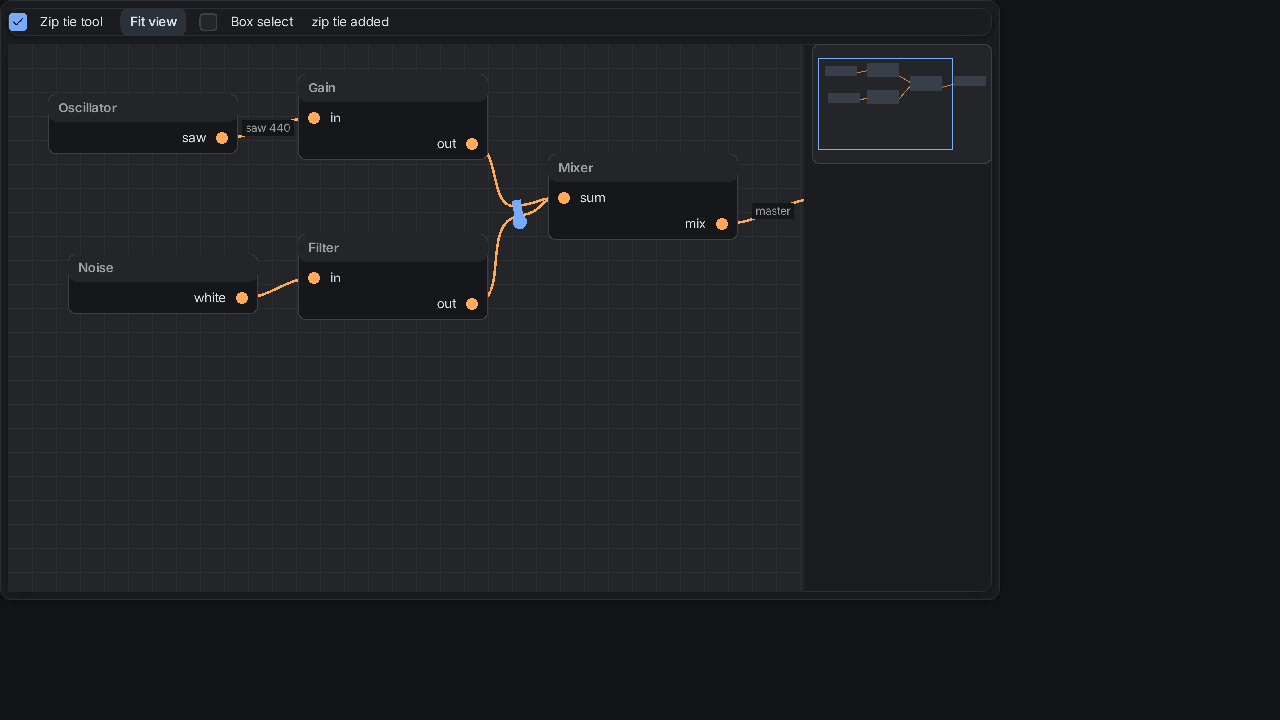 Zip tie tool Fit view Box select zip tie added
Gain
Oscillator
in
saw 440
saw
out
Mixer
sum
master
mix
Filter
Noise
in
white
out